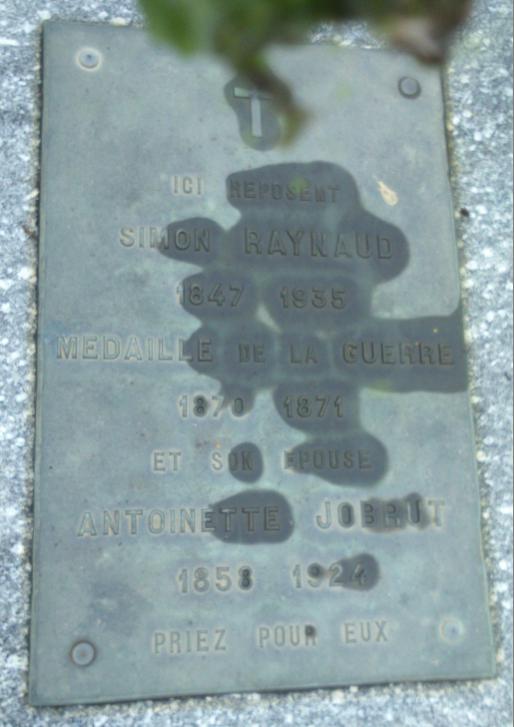 ICI REPOSENT
SIMON RAYNAUD
1847 1935
MEDAILLE DE LA GUERRE
1870 1871
ET SON EPOUSE
ANTOINETTE JOBRUT
1858 1924
PRIEZ POUR EUX